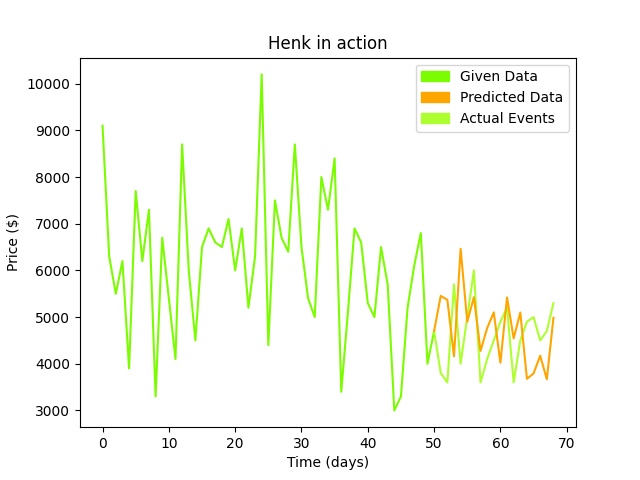 Henk in action
Given Data
Predicted Data
Actual Events
Price ($)
10000
9000
8000
7000
6000
5000
4000
3000
0 10 20 30 40 50 60 70
Time (days)